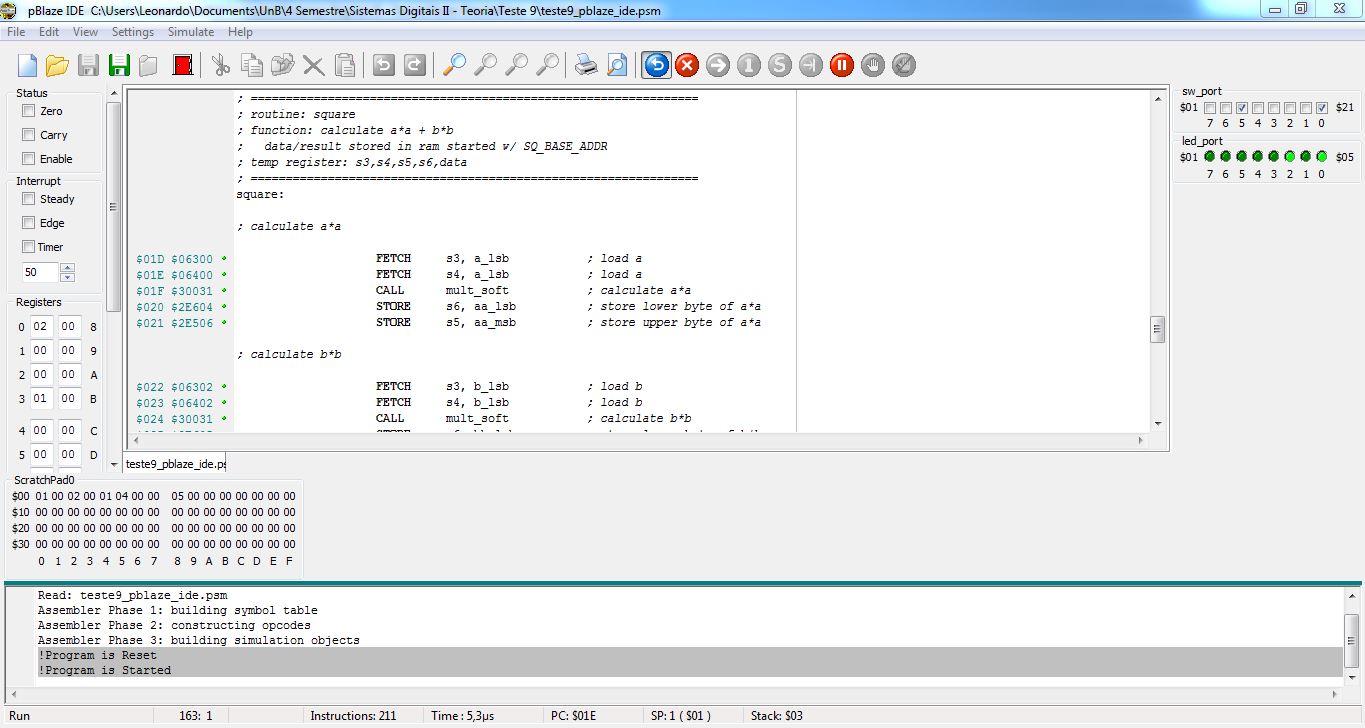 pBlaze IDE C:\Users\Leonardo\Documents\UnB\4 Semestre\Sistemas Digitais II - Teoria\Teste 9\teste9_pblaze_ide.psm
File Edit View Settings Simulate Help
Status
Zero
Carry
Enable
Interrupt
Steady
Edge
Timer
50
Registers
0 02 00 8
1 00 00 9
2 00 00 A
3 01 00 B
4 00 00 C
5 00 00 D
; ================================================================
; routine: square
; function: calculate a*a + b*b
;   data/result stored in ram started w/ SQ_BASE_ADDR
; temp register: s3,s4,s5,s6,data
; ================================================================
square:
; calculate a*a
$01D $06300 FETCH s3, a_lsb ; load a
$01E $06400 FETCH s4, a_lsb ; load a
$01F $30031 CALL mult_soft ; calculate a*a
$020 $2E604 STORE s6, aa_lsb ; store lower byte of a*a
$021 $2E506 STORE s5, aa_msb ; store upper byte of a*a
; calculate b*b
$022 $06302 FETCH s3, b_lsb ; load b
$023 $06402 FETCH s4, b_lsb ; load b
$024 $30031 CALL mult_soft ; calculate b*b
teste9_pblaze_ide.ps
sw_port
$01 $21
7 6 5 4 3 2 1 0
led_port
$01 $05
7 6 5 4 3 2 1 0
ScratchPad0
$00 01 00 02 00 01 04 00 00 05 00 00 00 00 00 00 00
$10 00 00 00 00 00 00 00 00 00 00 00 00 00 00 00 00
$20 00 00 00 00 00 00 00 00 00 00 00 00 00 00 00 00
$30 00 00 00 00 00 00 00 00 00 00 00 00 00 00 00 00
0 1 2 3 4 5 6 7 8 9 A B C D E F
Read: teste9_pblaze_ide.psm
Assembler Phase 1: building symbol table
Assembler Phase 2: constructing opcodes
Assembler Phase 3: building simulation objects
!Program is Reset
!Program is Started
Run 163: 1 Instructions: 211 Time : 5,3µs PC: $01E SP: 1 ( $01 ) Stack: $03